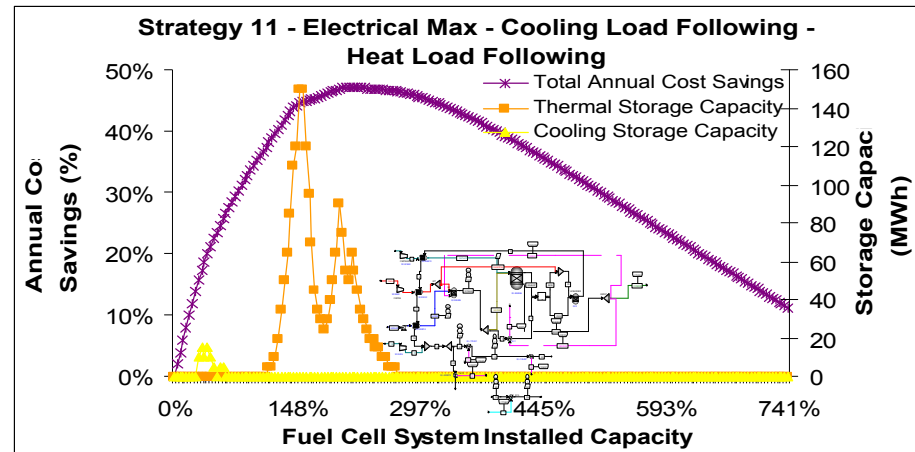 Strategy 11 - Electrical Max - Cooling Load Following -
Heat Load Following
Total Annual Cost Savings
Thermal Storage Capacity
Cooling Storage Capacity
Annual Co
Savings (%)
50%
40%
30%
20%
10%
0%
160
140
120
100
80
60
40
20
0
Storage Capac
(MWh)
0% 148% 297% 445% 593% 741%
Fuel Cell System Installed Capacity